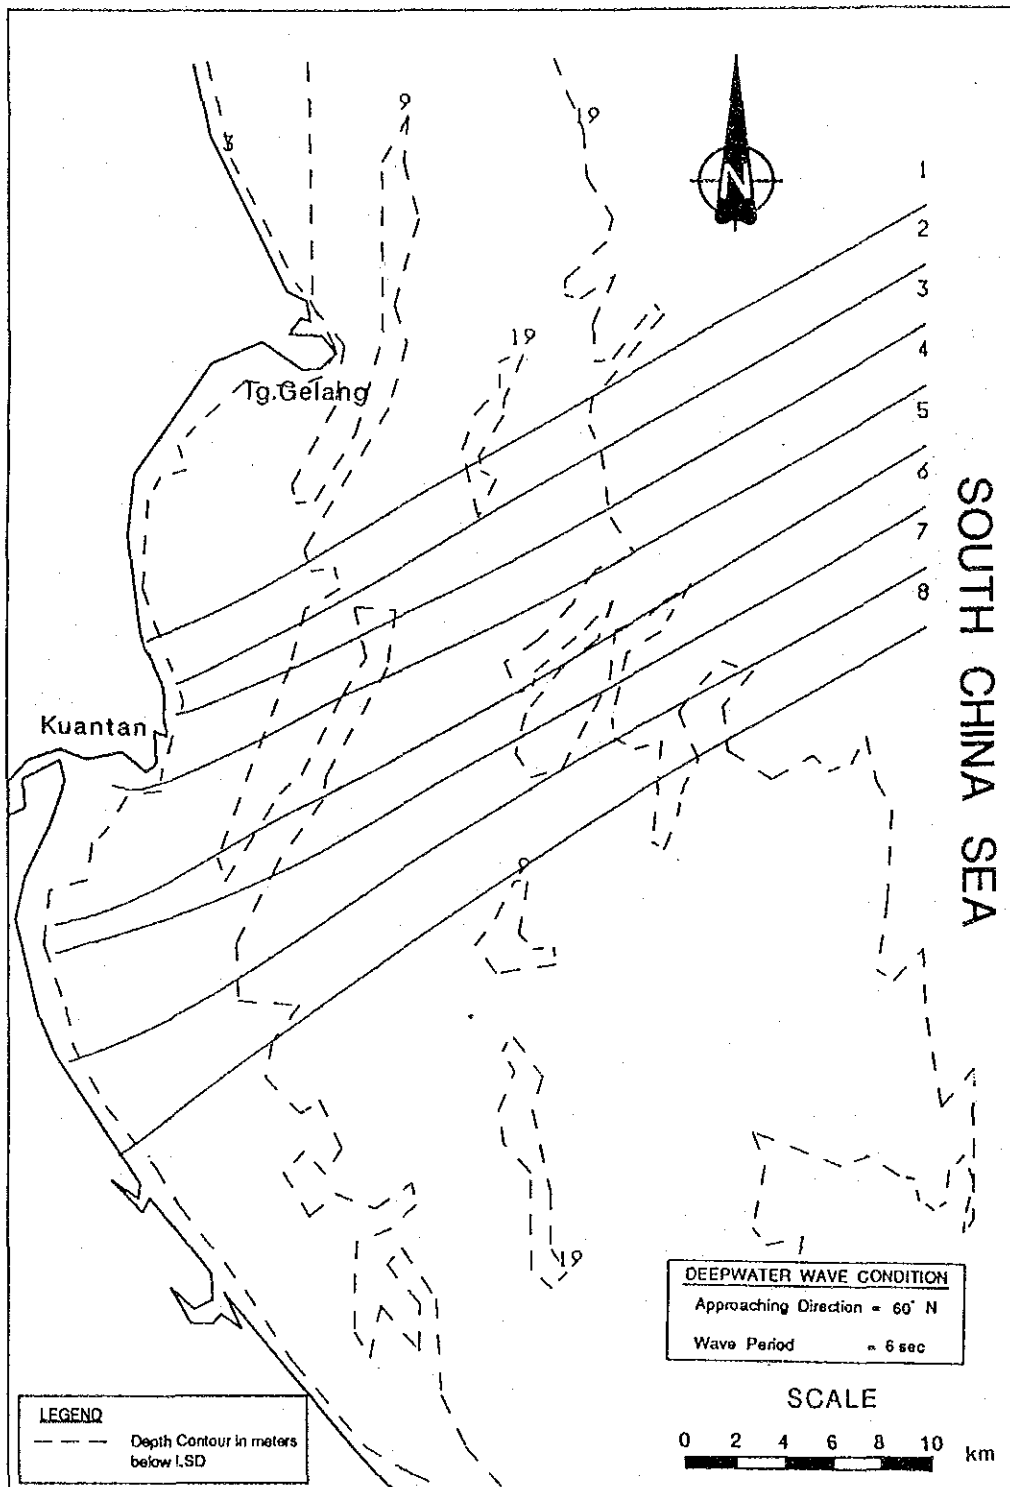 9
19
3
N
1
2
3
4
5
6
7
8
19
Tg.Gelang
SOUTH CHINA SEA
Kuantan
9
19
DEEPWATER WAVE CONDITION
Approaching Direction = 60° N
Wave Period = 6 sec
SCALE
0 2 4 6 8 10 km
LEGEND
Depth Contour in meters
below LSD